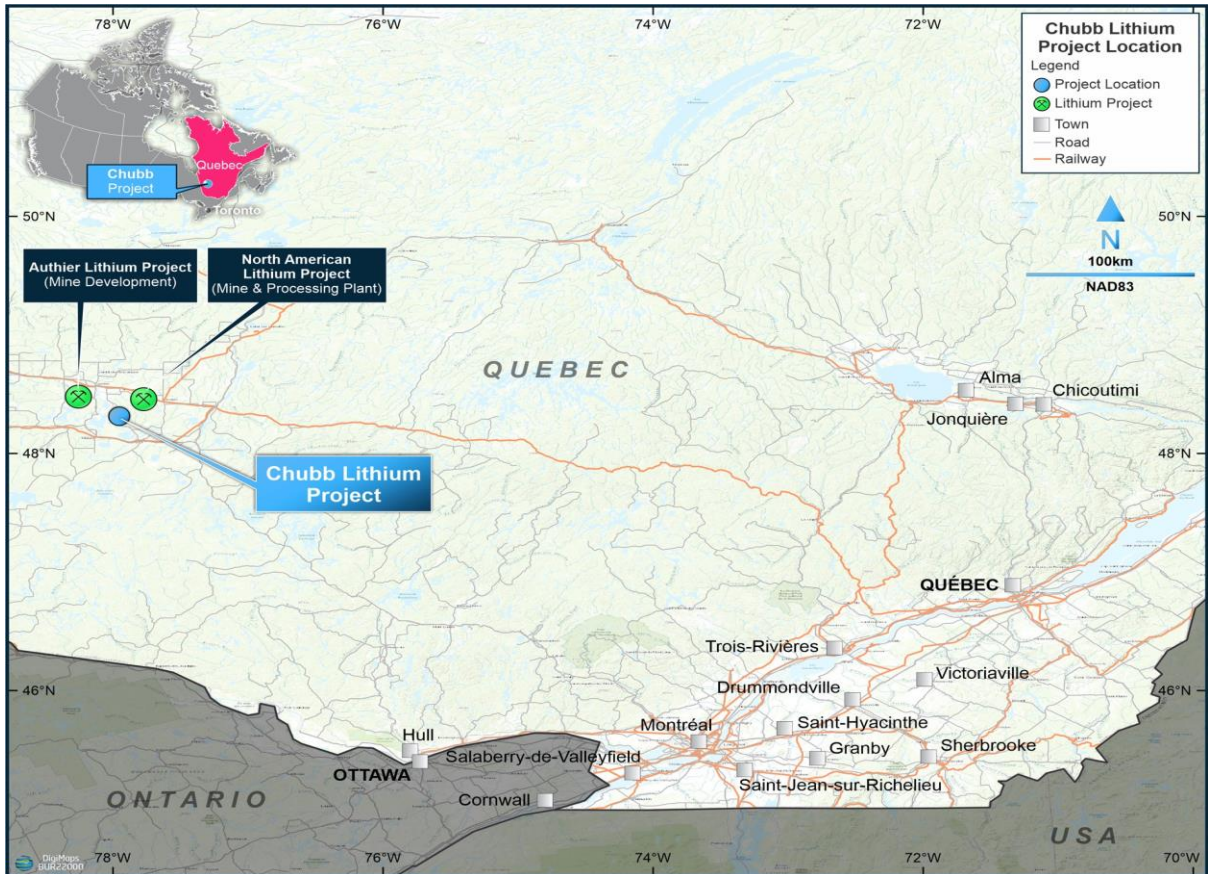 78°W
76°W
74°W
72°W
Chubb Lithium
Project Location
Legend
Project Location
Lithium Project
Town
Road
Railway
Quebec
Chubb
Project
Toronto
50°N
50°N
N
100km
NAD83
Authier Lithium Project
(Mine Development)
North American
Lithium Project
(Mine & Processing Plant)
QUEBEC
Alma
Chicoutimi
Jonquière
48°N
48°N
Chubb Lithium
Project
QUÉBEC
Trois-Rivières
Victoriaville
46°N
46°N
Drummondville
Montréal
Saint-Hyacinthe
Hull
Granby
Sherbrooke
Salaberry-de-Valleyfield
OTTAWA
Saint-Jean-sur-Richelieu
ONTARIO
Cornwall
USA
DigiMaps
BUR22000
78°W
76°W
74°W
72°W
70°W